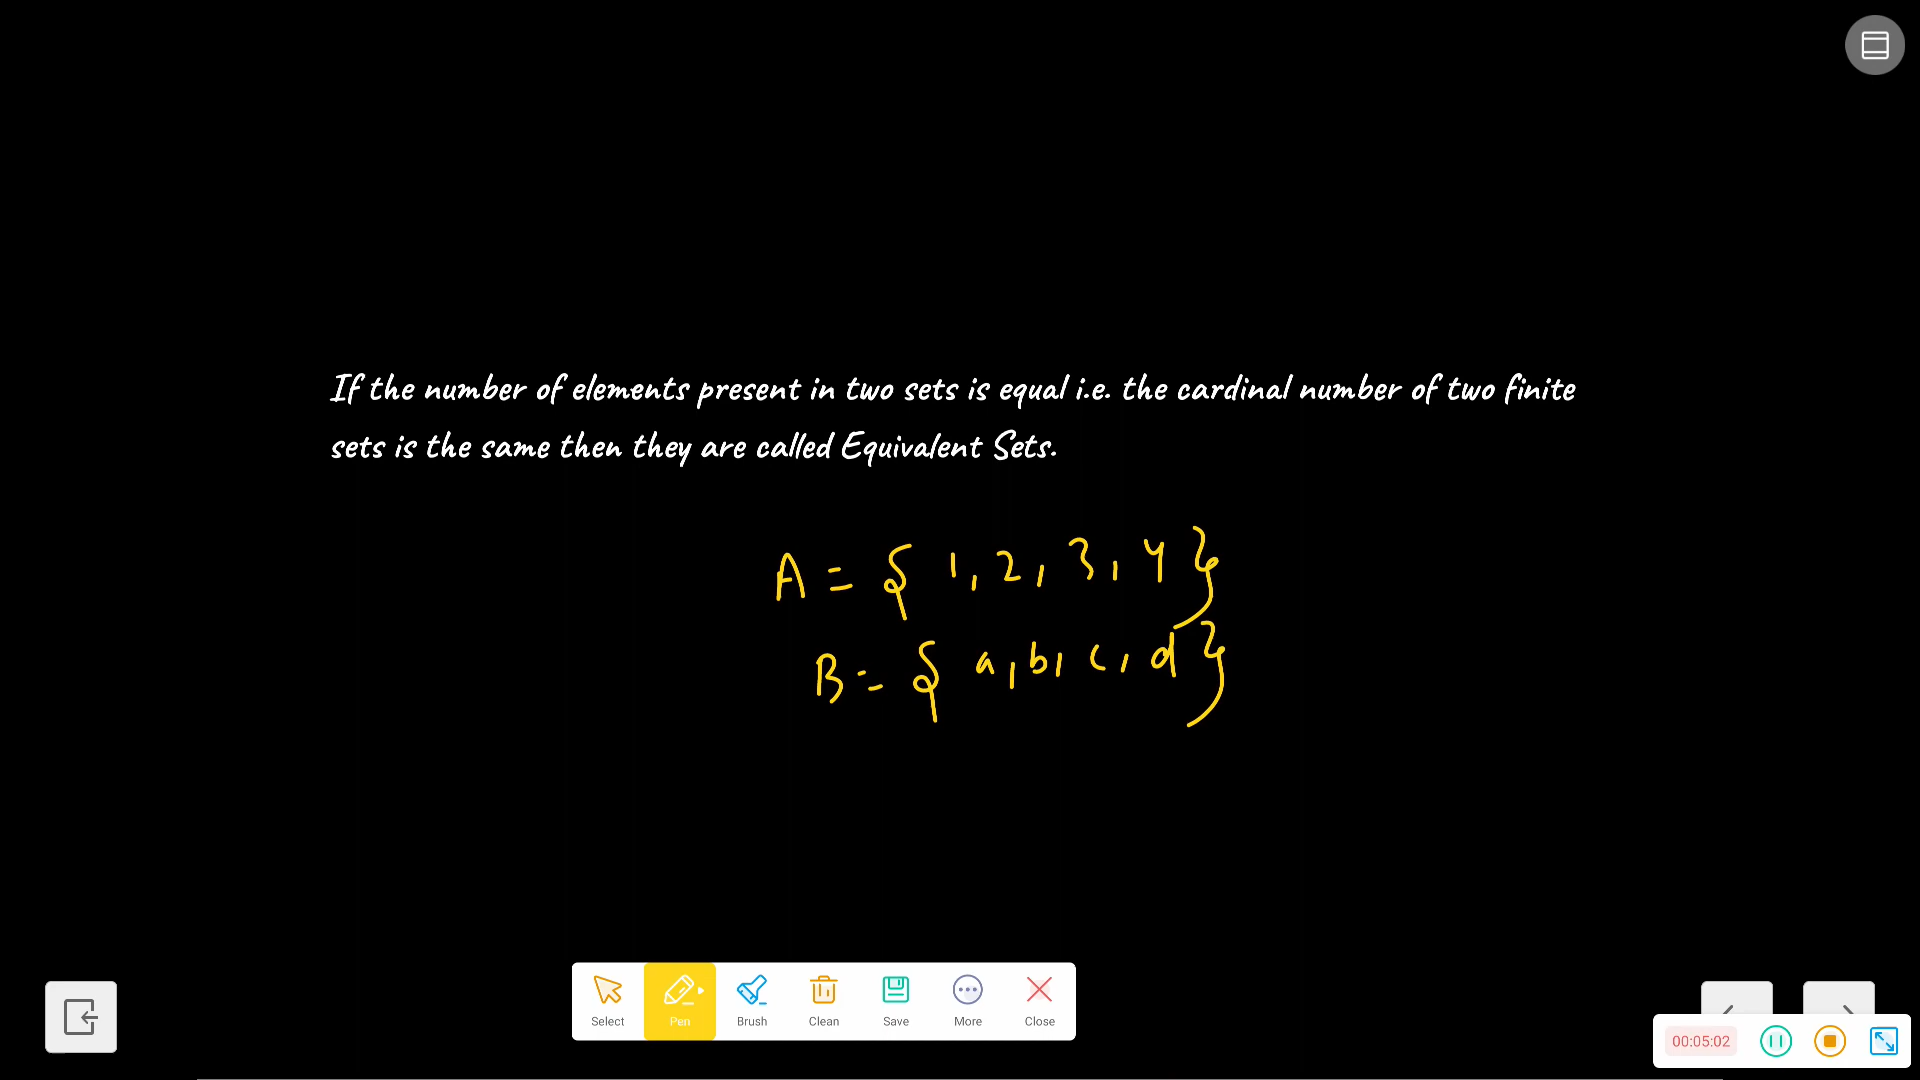 If the number of elements present in two sets is equal i.e. the cardinal number of two finite
sets is the same then they are called Equivalent Sets.
A = { 1, 2, 3, 4 }
B = { a, b, c, d }
Select Pen Brush Clean Save More Close
00:05:02